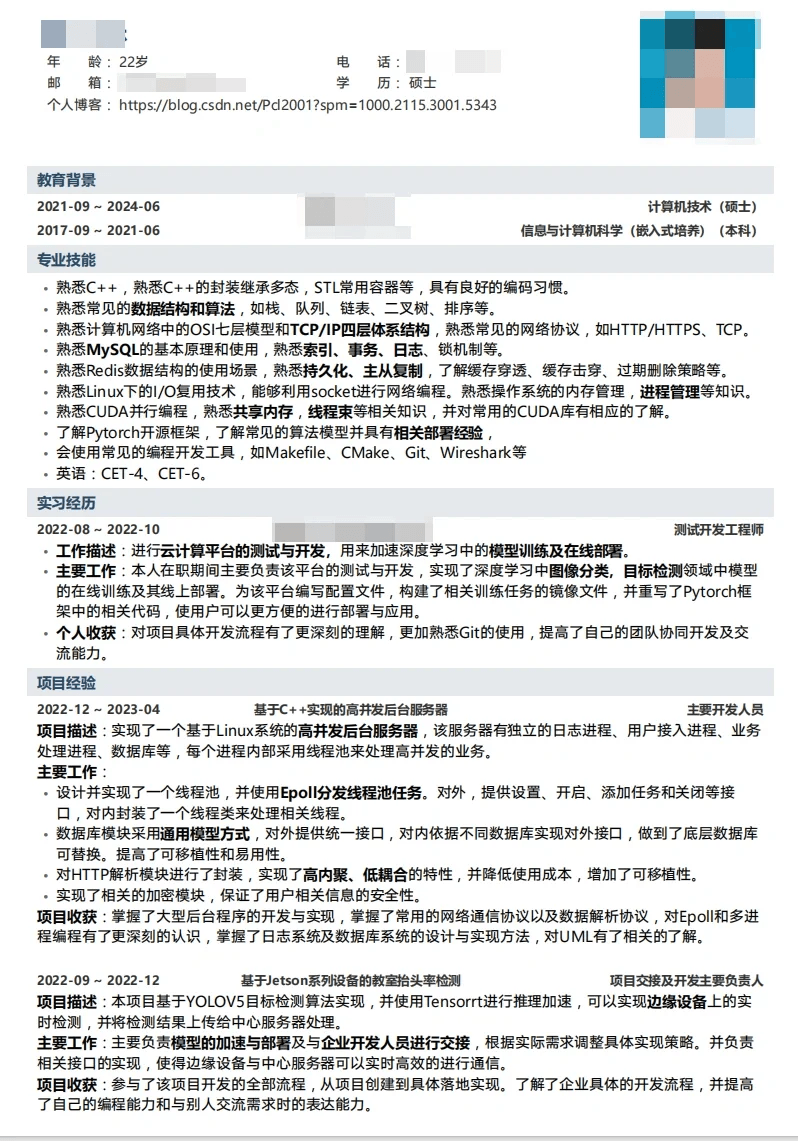 年 龄：22岁 电 话：
邮 箱： 学 历：硕士
个人博客：https://blog.csdn.net/Pcl2001?spm=1000.2115.3001.5343
教育背景
2021-09 ~ 2024-06 计算机技术（硕士）
2017-09 ~ 2021-06 信息与计算机科学（嵌入式培养）（本科）
专业技能
• 熟悉C++，熟悉C++的封装继承多态，STL常用容器等，具有良好的编码习惯。
• 熟悉常见的数据结构和算法，如栈、队列、链表、二叉树、排序等。
• 熟悉计算机网络中的OSI七层模型和TCP/IP四层体系结构，熟悉常见的网络协议，如HTTP/HTTPS、TCP。
• 熟悉MySQL的基本原理和使用，熟悉索引、事务、日志、锁机制等。
• 熟悉Redis数据结构的使用场景，熟悉持久化、主从复制，了解缓存穿透、缓存击穿、过期删除策略等。
• 熟悉Linux下的I/O复用技术，能够利用socket进行网络编程。熟悉操作系统的内存管理，进程管理等知识。
• 熟悉CUDA并行编程，熟悉共享内存，线程束等相关知识，并对常用的CUDA库有相应的了解。
• 了解Pytorch开源框架，了解常见的算法模型并具有相关部署经验，
• 会使用常见的编程开发工具，如Makefile、CMake、Git、Wireshark等
• 英语：CET-4、CET-6。
实习经历
2022-08 ~ 2022-10 测试开发工程师
• 工作描述：进行云计算平台的测试与开发，用来加速深度学习中的模型训练及在线部署。
• 主要工作：本人在职期间主要负责该平台的测试与开发，实现了深度学习中图像分类，目标检测领域中模型
的在线训练及其线上部署。为该平台编写配置文件，构建了相关训练任务的镜像文件，并重写了Pytorch框
架中的相关代码，使用户可以更方便的进行部署与应用。
• 个人收获：对项目具体开发流程有了更深刻的理解，更加熟悉Git的使用，提高了自己的团队协同开发及交
流能力。
项目经验
2022-12 ~ 2023-04 基于C++实现的高并发后台服务器 主要开发人员
项目描述：实现了一个基于Linux系统的高并发后台服务器，该服务器有独立的日志进程、用户接入进程、业务
处理进程、数据库等，每个进程内部采用线程池来处理高并发的业务。
主要工作：
• 设计并实现了一个线程池，并使用Epoll分发线程池任务。对外，提供设置、开启、添加任务和关闭等接
口，对内封装了一个线程类来处理相关线程。
• 数据库模块采用通用模型方式，对外提供统一接口，对内依据不同数据库实现对外接口，做到了底层数据库
可替换。提高了可移植性和易用性。
• 对HTTP解析模块进行了封装，实现了高内聚、低耦合的特性，并降低使用成本，增加了可移植性。
• 实现了相关的加密模块，保证了用户相关信息的安全性。
项目收获：掌握了大型后台程序的开发与实现，掌握了常用的网络通信协议以及数据解析协议，对Epoll和多进
程编程有了更深刻的认识，掌握了日志系统及数据库系统的设计与实现方法，对UML有了相关的了解。
2022-09 ~ 2022-12 基于Jetson系列设备的教室抬头率检测 项目交接及开发主要负责人
项目描述：本项目基于YOLOV5目标检测算法实现，并使用Tensorrt进行推理加速，可以实现边缘设备上的实
时检测，并将检测结果上传给中心服务器处理。
主要工作：主要负责模型的加速与部署及与企业开发人员进行交接，根据实际需求调整具体实现策略。并负责
相关接口的实现，使得边缘设备与中心服务器可以实时高效的进行通信。
项目收获：参与了该项目开发的全部流程，从项目创建到具体落地实现。了解了企业具体的开发流程，并提高
了自己的编程能力和与别人交流需求时的表达能力。